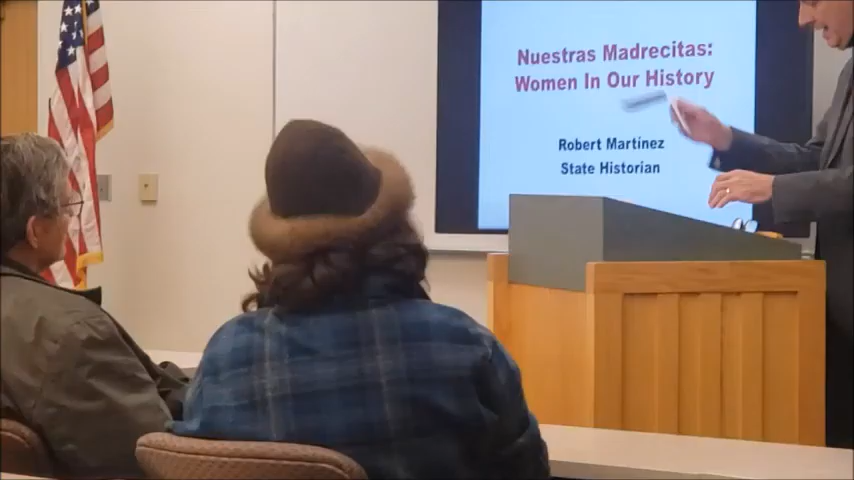 Nuestras Madrecitas:
Women In Our History
Robert Martinez
State Historian